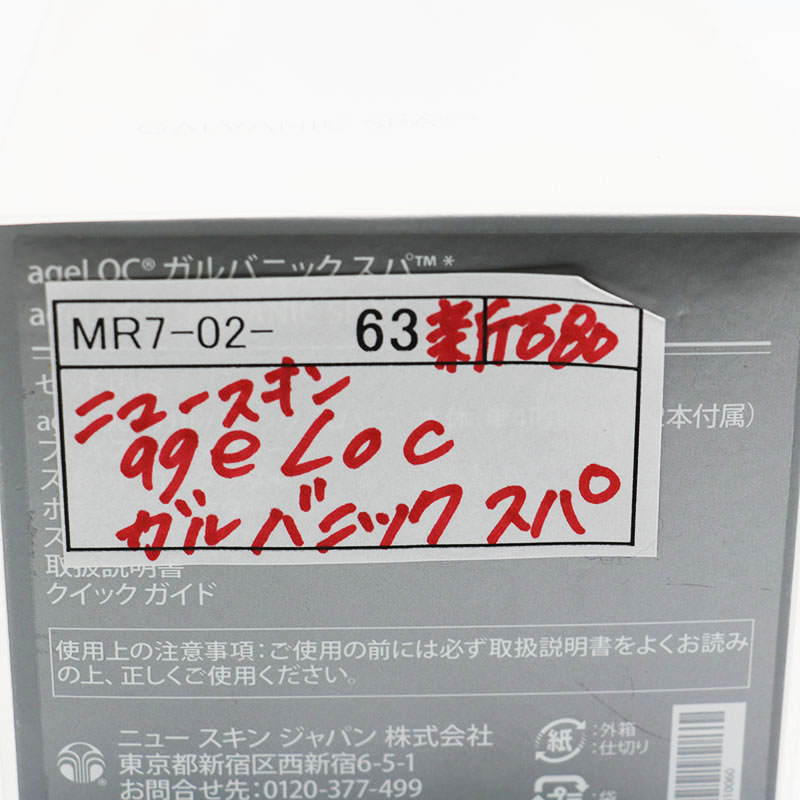 GALVANIC SPA
ageLOC® ガルバニック スパ™*
MR7-02- 63 新 680
ニュースキン
ageLoc
ガルバニック スパ
2本付属)
取扱説明書
クイック ガイド
使用上の注意事項:ご使用の前には必ず取扱説明書をよくお読み
の上、正しくご使用ください。
ニュー スキン ジャパン 株式会社
東京都新宿区西新宿6-5-1
お問合せ先:0120-377-499
紙
:外箱
:仕切り